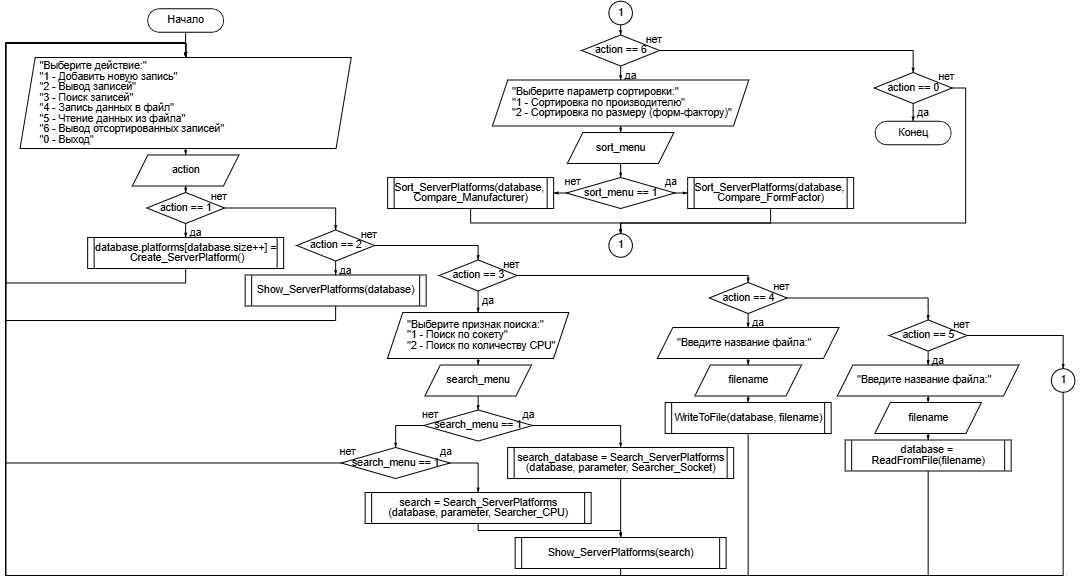 Начало
"Выберите действие:"
"1 - Добавить новую запись"
"2 - Вывод записей"
"3 - Поиск записей"
"4 - Запись данных в файл"
"5 - Чтение данных из файла"
"6 - Вывод отсортированных записей"
"0 - Выход"
action
action == 1
нет
да
database.platforms[database.size++] =
Create_ServerPlatform()
action == 2
нет
да
Show_ServerPlatforms(database)
action == 3
нет
да
"Выберите признак поиска:"
"1 - Поиск по сокету"
"2 - Поиск по количеству CPU"
search_menu
нет
да
search_menu == 1
нет
да
search_menu == 1
search_database = Search_ServerPlatforms
(database, parameter, Searcher_Socket)
search = Search_ServerPlatforms
(database, parameter, Searcher_CPU)
Show_ServerPlatforms(search)
action == 4
нет
да
"Введите название файла:"
filename
WriteToFile(database, filename)
action == 5
нет
да
"Введите название файла:"
filename
database =
ReadFromFile(filename)
1
1
action == 6
нет
да
"Выберите параметр сортировки:"
"1 - Сортировка по производителю"
"2 - Сортировка по размеру (форм-фактору)"
sort_menu
нет
да
sort_menu == 1
Sort_ServerPlatforms(database,
Compare_Manufacturer)
Sort_ServerPlatforms(database,
Compare_FormFactor)
1
action == 0
нет
да
Конец